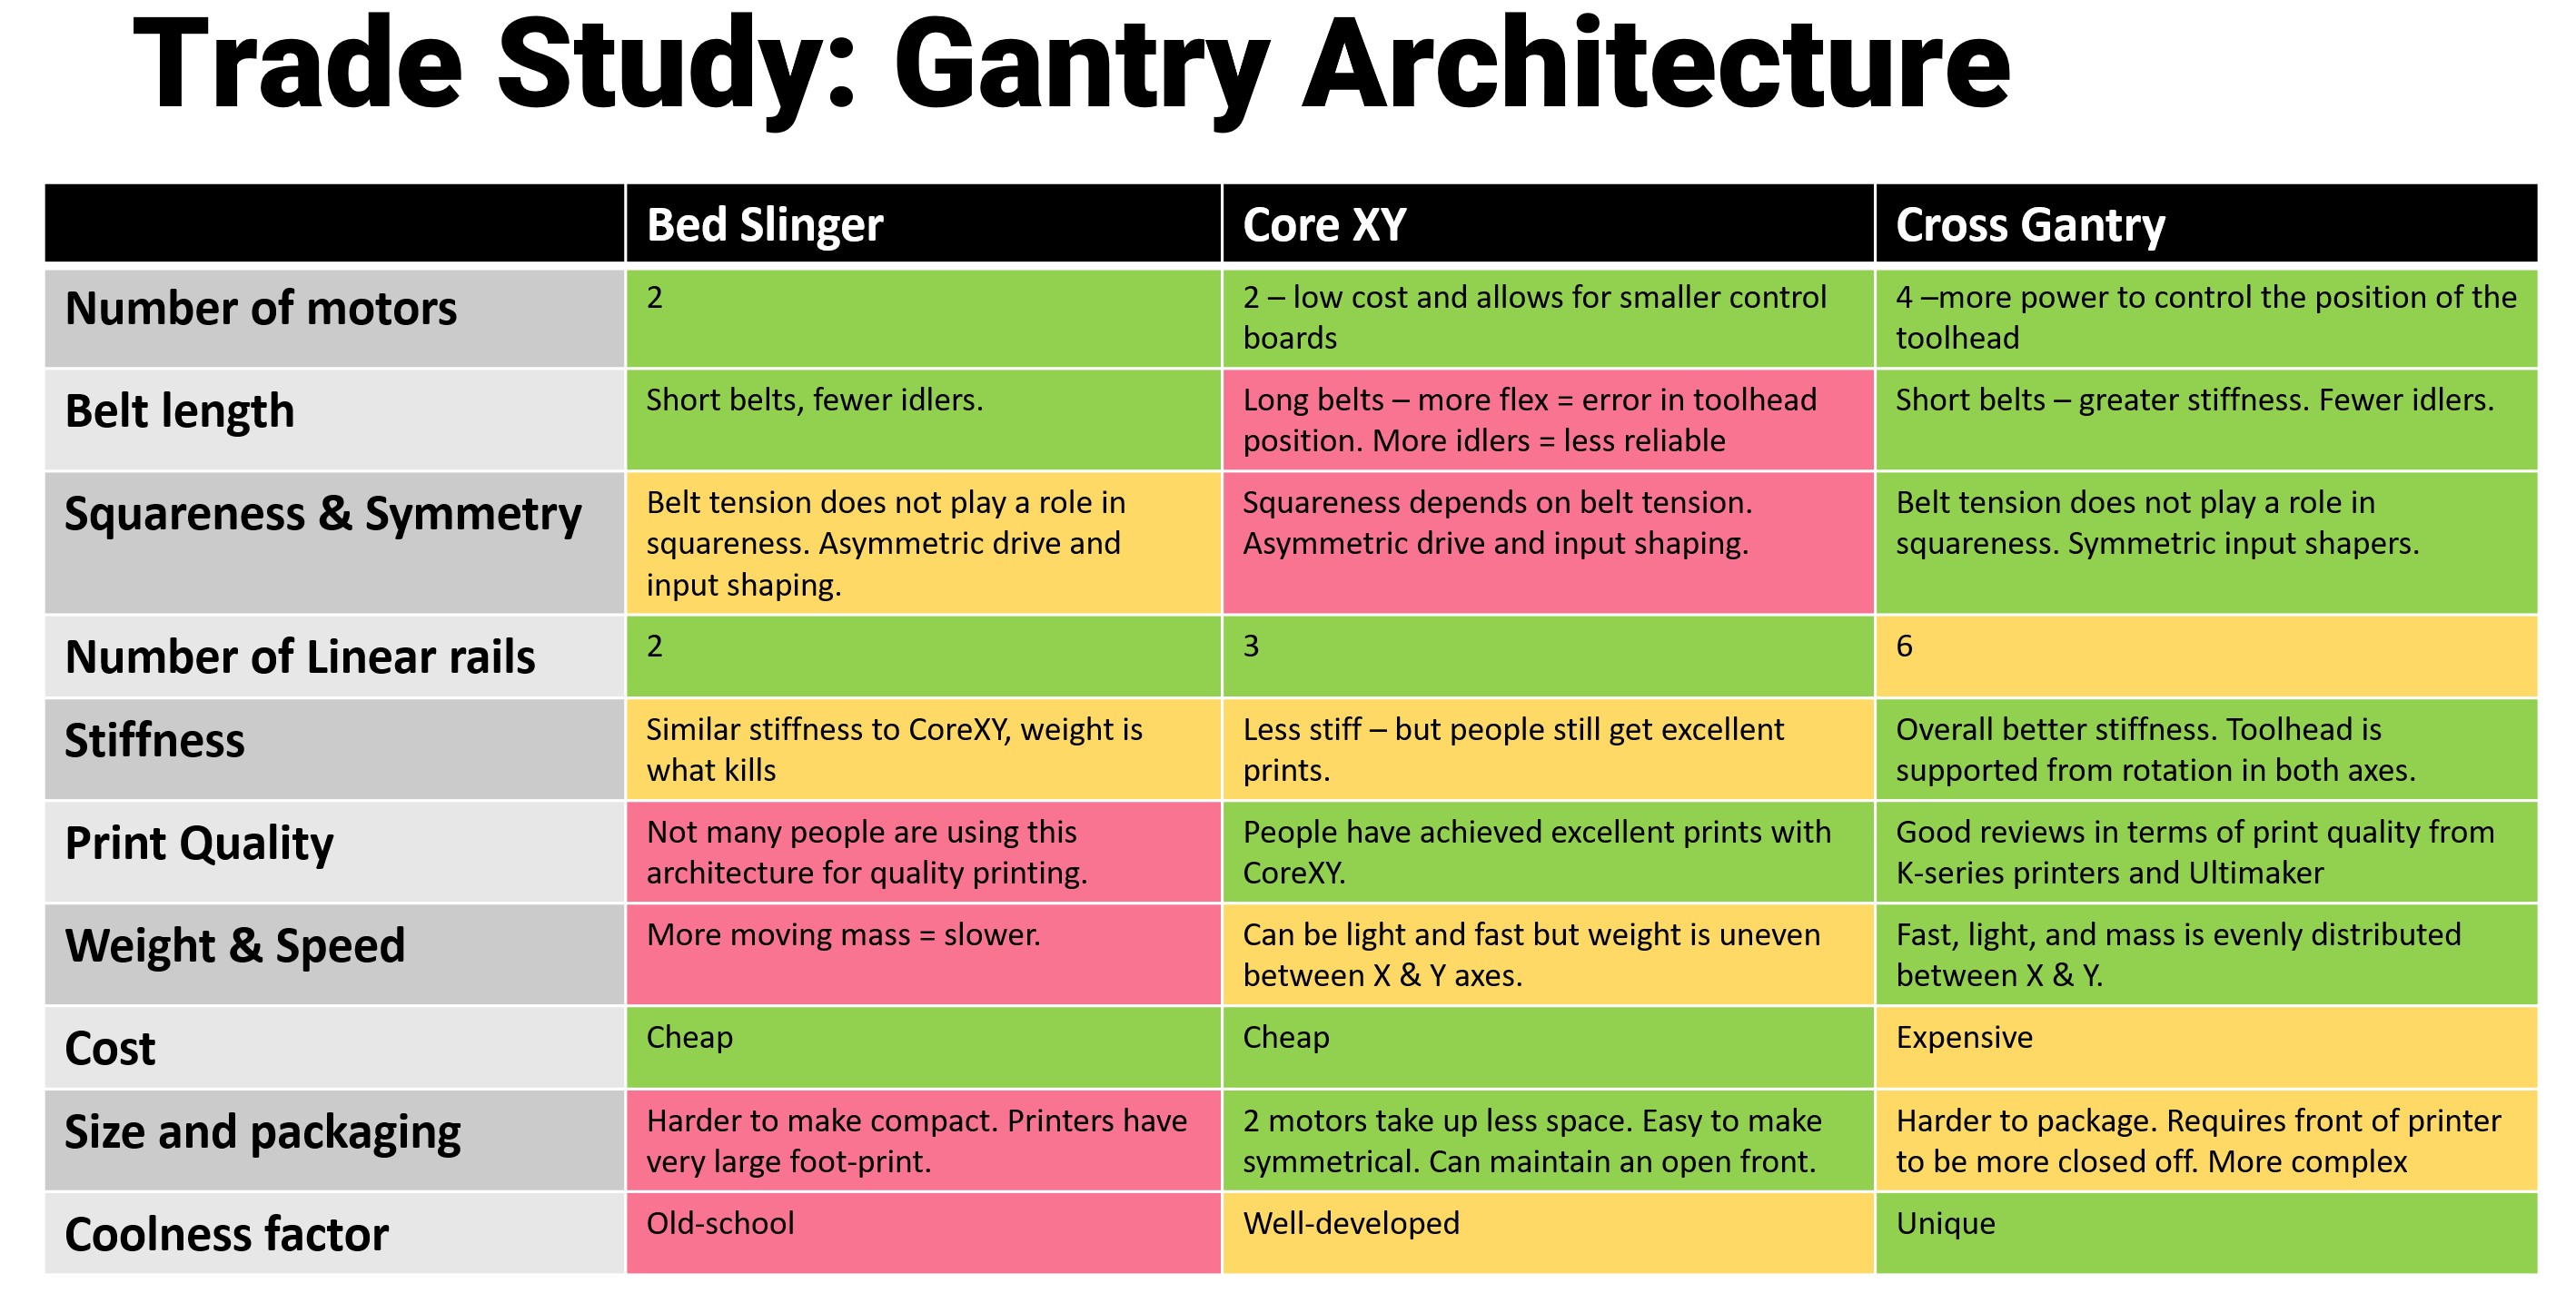 Trade Study: Gantry Architecture
Bed Slinger
Core XY
Cross Gantry
Number of motors
2
2 – low cost and allows for smaller control
boards
4 –more power to control the position of the
toolhead
Belt length
Short belts, fewer idlers.
Long belts – more flex = error in toolhead
position. More idlers = less reliable
Short belts – greater stiffness. Fewer idlers.
Squareness & Symmetry
Belt tension does not play a role in
squareness. Asymmetric drive and
input shaping.
Squareness depends on belt tension.
Asymmetric drive and input shaping.
Belt tension does not play a role in
squareness. Symmetric input shapers.
Number of Linear rails
2
3
6
Stiffness
Similar stiffness to CoreXY, weight is
what kills
Less stiff – but people still get excellent
prints.
Overall better stiffness. Toolhead is
supported from rotation in both axes.
Print Quality
Not many people are using this
architecture for quality printing.
People have achieved excellent prints with
CoreXY.
Good reviews in terms of print quality from
K-series printers and Ultimaker
Weight & Speed
More moving mass = slower.
Can be light and fast but weight is uneven
between X & Y axes.
Fast, light, and mass is evenly distributed
between X & Y.
Cost
Cheap
Cheap
Expensive
Size and packaging
Harder to make compact. Printers have
very large foot-print.
2 motors take up less space. Easy to make
symmetrical. Can maintain an open front.
Harder to package. Requires front of printer
to be more closed off. More complex
Coolness factor
Old-school
Well-developed
Unique